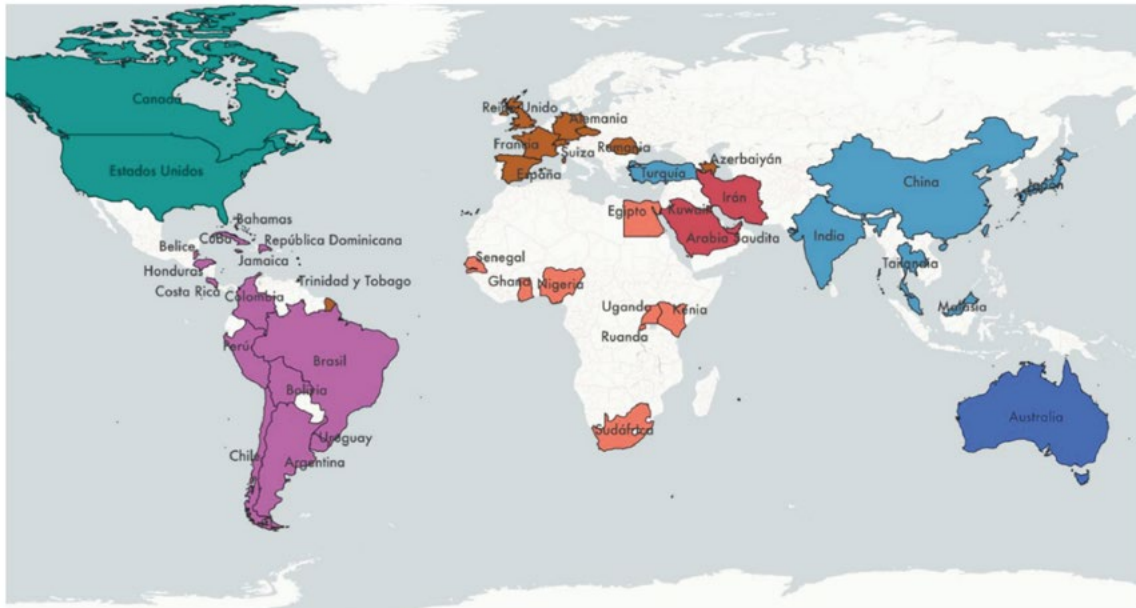 Canadá
Estados Unidos
Bahamas
Cuba
República Dominicana
Belice
Jamaica
Honduras
Trinidad y Tobago
Costa Rica
Colombia
Perú
Brasil
Bolivia
Uruguay
Chile
Argentina
Reino Unido
Alemania
Francia
Suiza
Rumania
España
Turquía
Azerbaiyán
Egipto
Kuwait
Irán
Arabia Saudita
Senegal
Ghana
Nigeria
Uganda
Kenia
Ruanda
Sudáfrica
China
Japón
India
Tailandia
Malasia
Australia